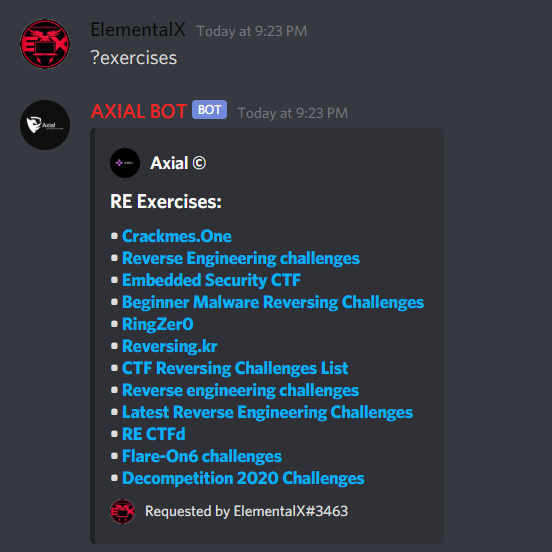 ElementalX Today at 9:23 PM
?exercises
Axial
AXIAL BOT BOT Today at 9:23 PM
Axial ©
RE Exercises:
▪ Crackmes.One
▪ Reverse Engineering challenges
▪ Embedded Security CTF
▪ Beginner Malware Reversing Challenges
▪ RingZer0
▪ Reversing.kr
▪ CTF Reversing Challenges List
▪ Reverse engineering challenges
▪ Latest Reverse Engineering Challenges
▪ RE CTFd
▪ Flare-On6 challenges
▪ Decompetition 2020 Challenges
Requested by ElementalX#3463